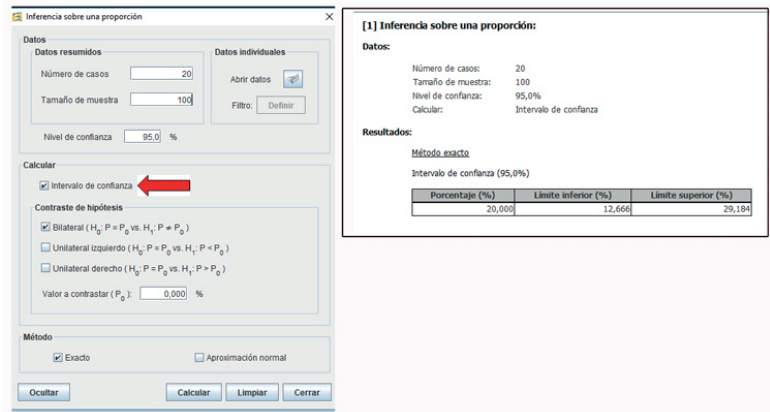 Inferencia sobre una proporción
Datos
Datos resumidos
Número de casos 20
Tamaño de muestra 100
Datos individuales
Abrir datos
Filtro: Definir
Nivel de confianza 95,0 %
Calcular
Intervalo de confianza
Contraste de hipótesis
Bilateral ( H0: P = P0 vs. H1: P ≠ P0 )
Unilateral izquierdo ( H0: P = P0 vs. H1: P < P0 )
Unilateral derecho ( H0: P = P0 vs. H1: P > P0 )
Valor a contrastar ( P0 ): 0,000 %
Método
Exacto Aproximación normal
Ocultar Calcular Limpiar Cerrar
[1] Inferencia sobre una proporción:
Datos:
Número de casos: 20
Tamaño de muestra: 100
Nivel de confianza: 95,0%
Calcular: Intervalo de confianza
Resultados:
Método exacto
Intervalo de confianza (95,0%)
Porcentaje (%) Límite inferior (%) Límite superior (%)
20,000 12,666 29,184